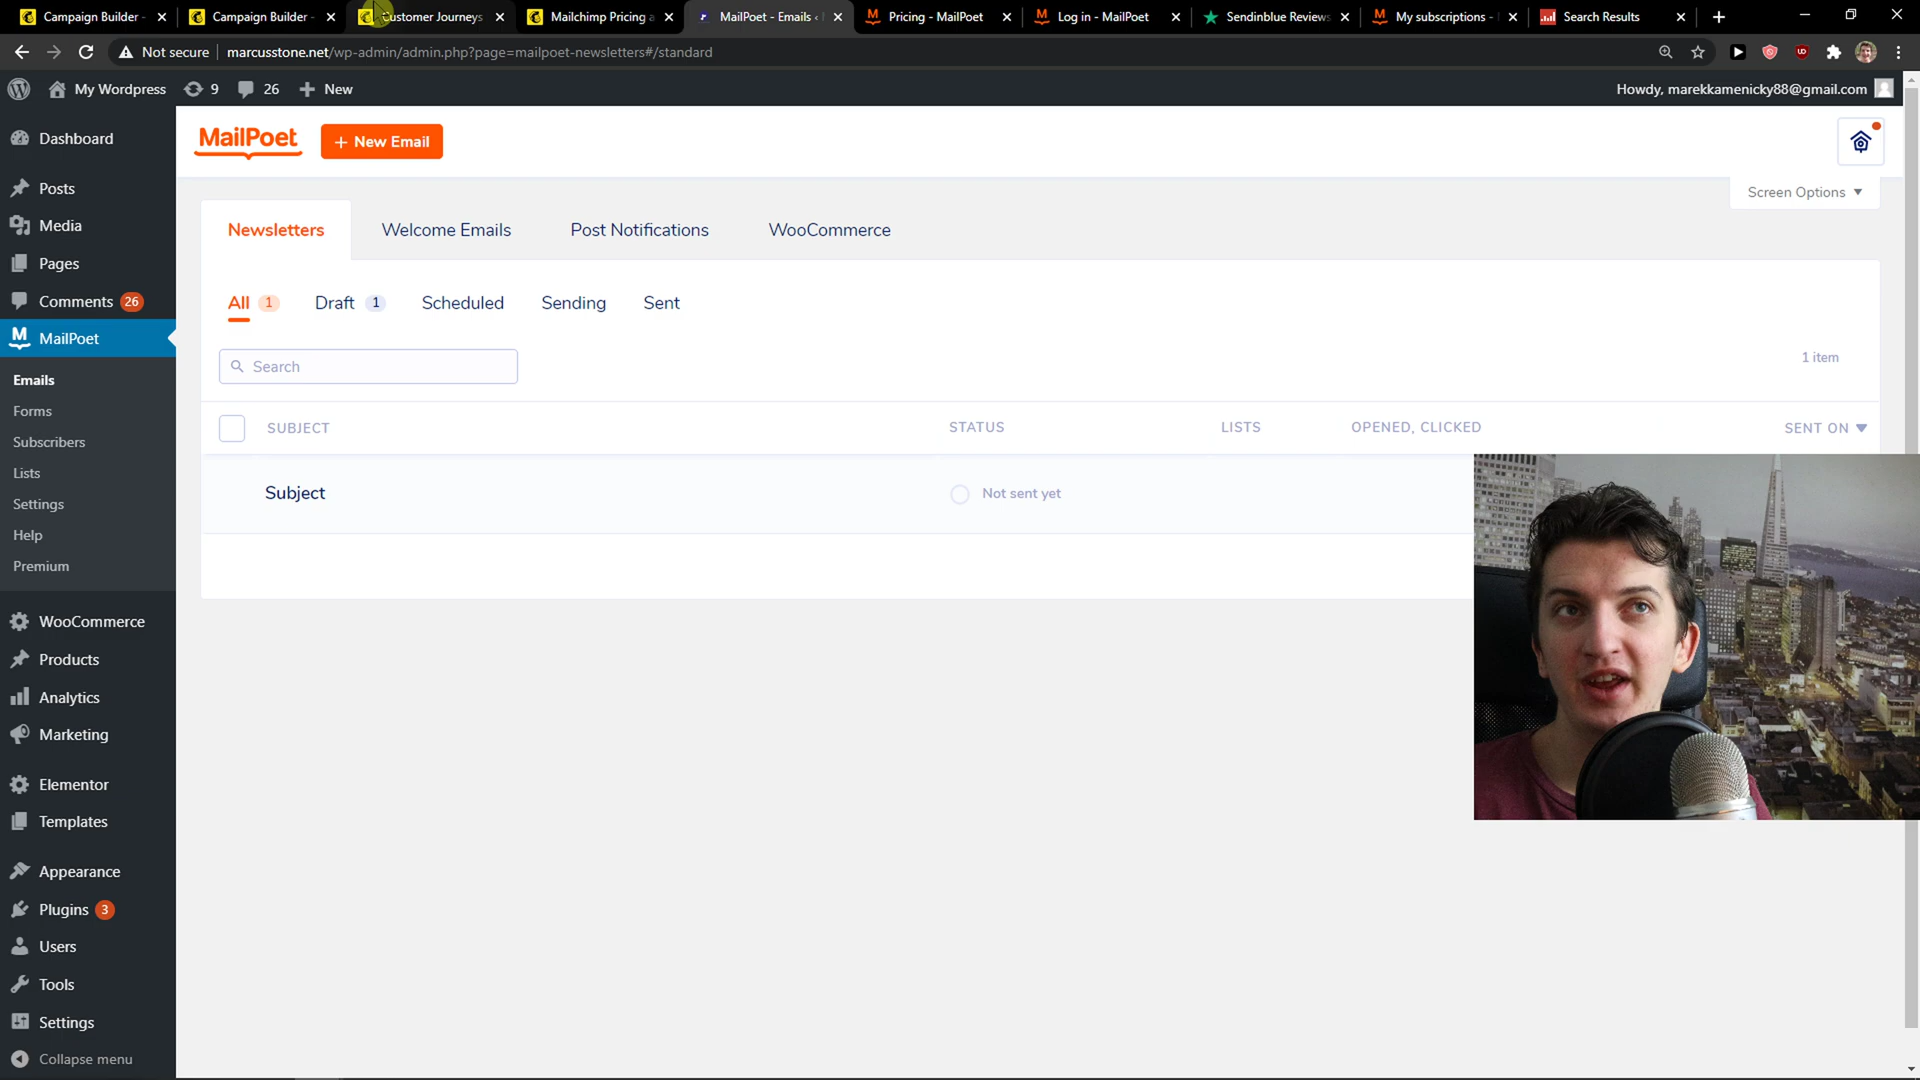 Campaign Builder -
Campaign Builder -
Customer Journeys
Mailchimp Pricing a
MailPoet - Emails ‹
Pricing - MailPoet
Log in - MailPoet
Sendinblue Reviews
My subscriptions -
Search Results
Not secure
marcusstone.net/wp-admin/admin.php?page=mailpoet-newsletters#/standard
My Wordpress
9
26
New
Howdy, marekkamenicky88@gmail.com
Dashboard
Posts
Media
Pages
Comments 26
MailPoet
Emails
Forms
Subscribers
Lists
Settings
Help
Premium
WooCommerce
Products
Analytics
Marketing
Elementor
Templates
Appearance
Plugins 3
Users
Tools
Settings
Collapse menu
MailPoet
+ New Email
Screen Options
Newsletters
Welcome Emails
Post Notifications
WooCommerce
All 1
Draft 1
Scheduled
Sending
Sent
Search
1 item
SUBJECT
STATUS
LISTS
OPENED, CLICKED
SENT ON
Subject
Not sent yet